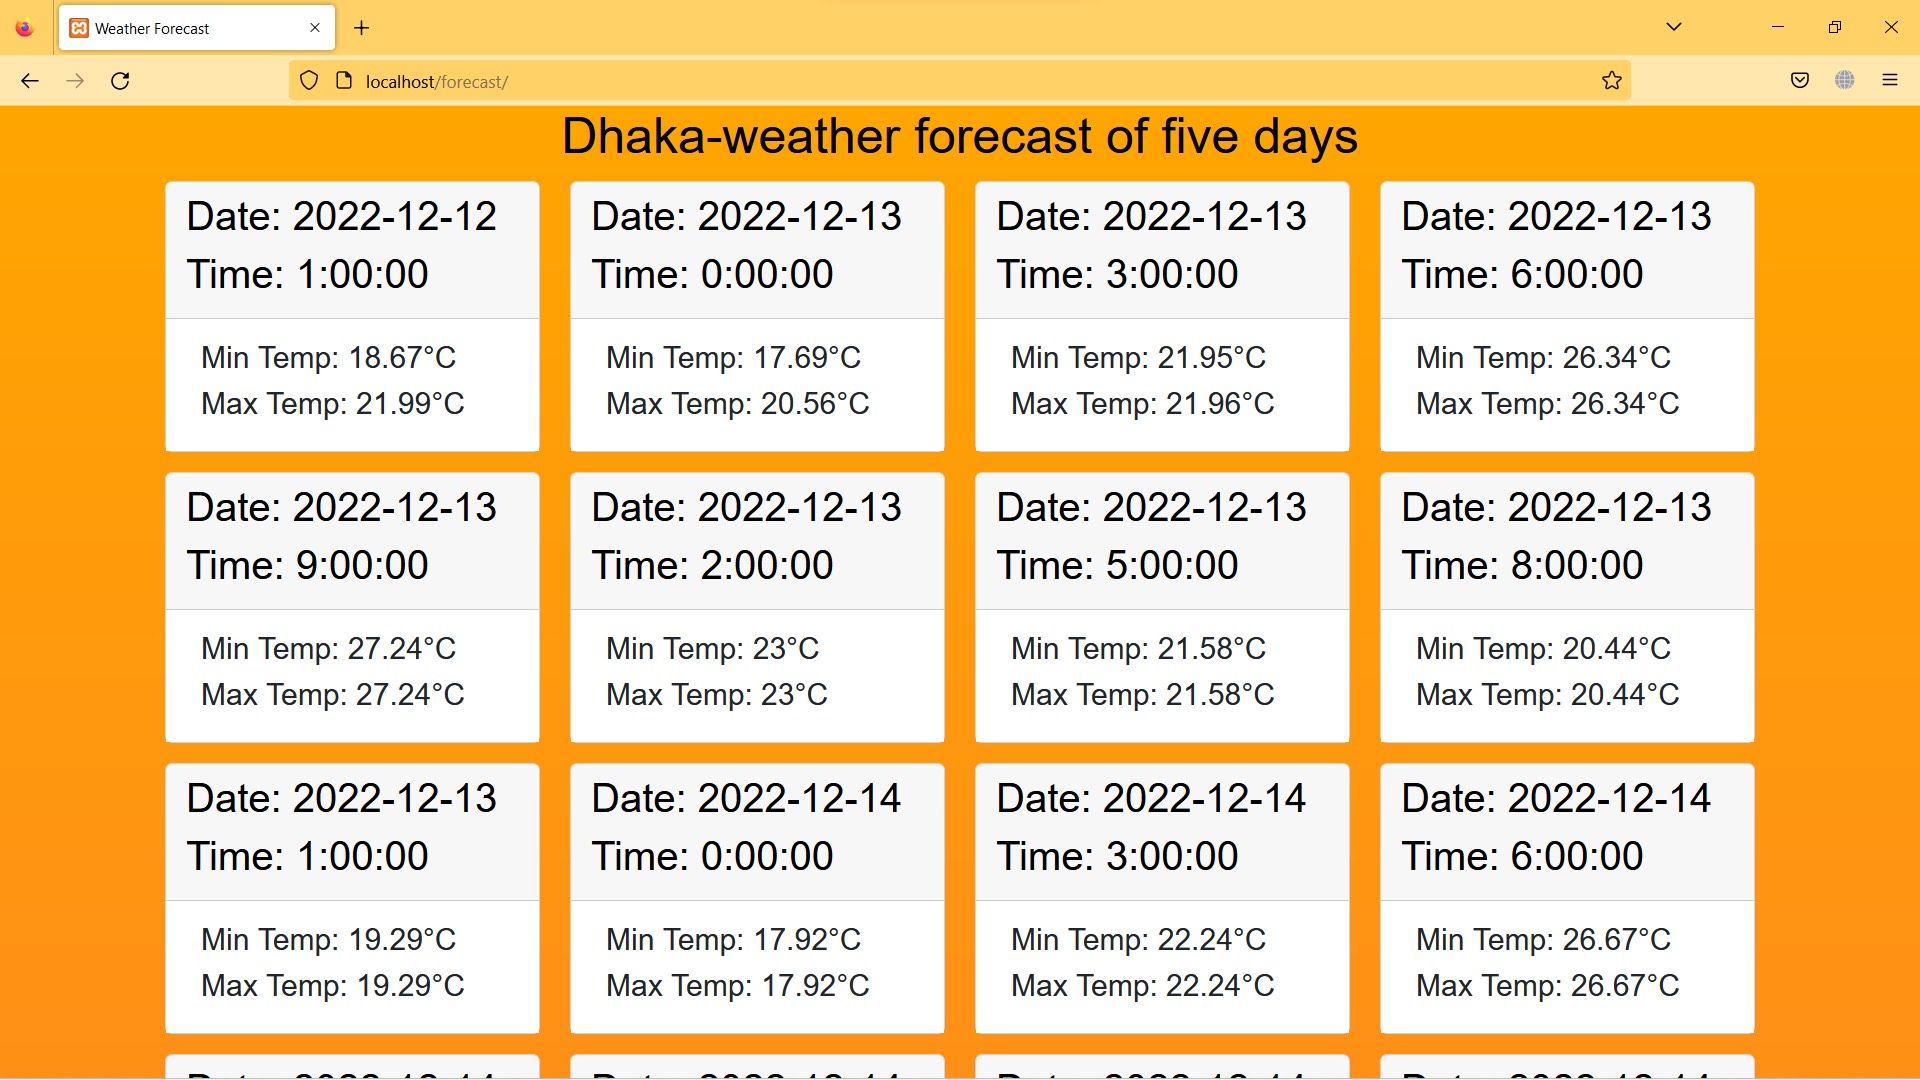 Weather Forecast
localhost/forecast/
Dhaka-weather forecast of five days
Date: 2022-12-12
Time: 1:00:00
Min Temp: 18.67°C
Max Temp: 21.99°C
Date: 2022-12-13
Time: 0:00:00
Min Temp: 17.69°C
Max Temp: 20.56°C
Date: 2022-12-13
Time: 3:00:00
Min Temp: 21.95°C
Max Temp: 21.96°C
Date: 2022-12-13
Time: 6:00:00
Min Temp: 26.34°C
Max Temp: 26.34°C
Date: 2022-12-13
Time: 9:00:00
Min Temp: 27.24°C
Max Temp: 27.24°C
Date: 2022-12-13
Time: 2:00:00
Min Temp: 23°C
Max Temp: 23°C
Date: 2022-12-13
Time: 5:00:00
Min Temp: 21.58°C
Max Temp: 21.58°C
Date: 2022-12-13
Time: 8:00:00
Min Temp: 20.44°C
Max Temp: 20.44°C
Date: 2022-12-13
Time: 1:00:00
Min Temp: 19.29°C
Max Temp: 19.29°C
Date: 2022-12-14
Time: 0:00:00
Min Temp: 17.92°C
Max Temp: 17.92°C
Date: 2022-12-14
Time: 3:00:00
Min Temp: 22.24°C
Max Temp: 22.24°C
Date: 2022-12-14
Time: 6:00:00
Min Temp: 26.67°C
Max Temp: 26.67°C